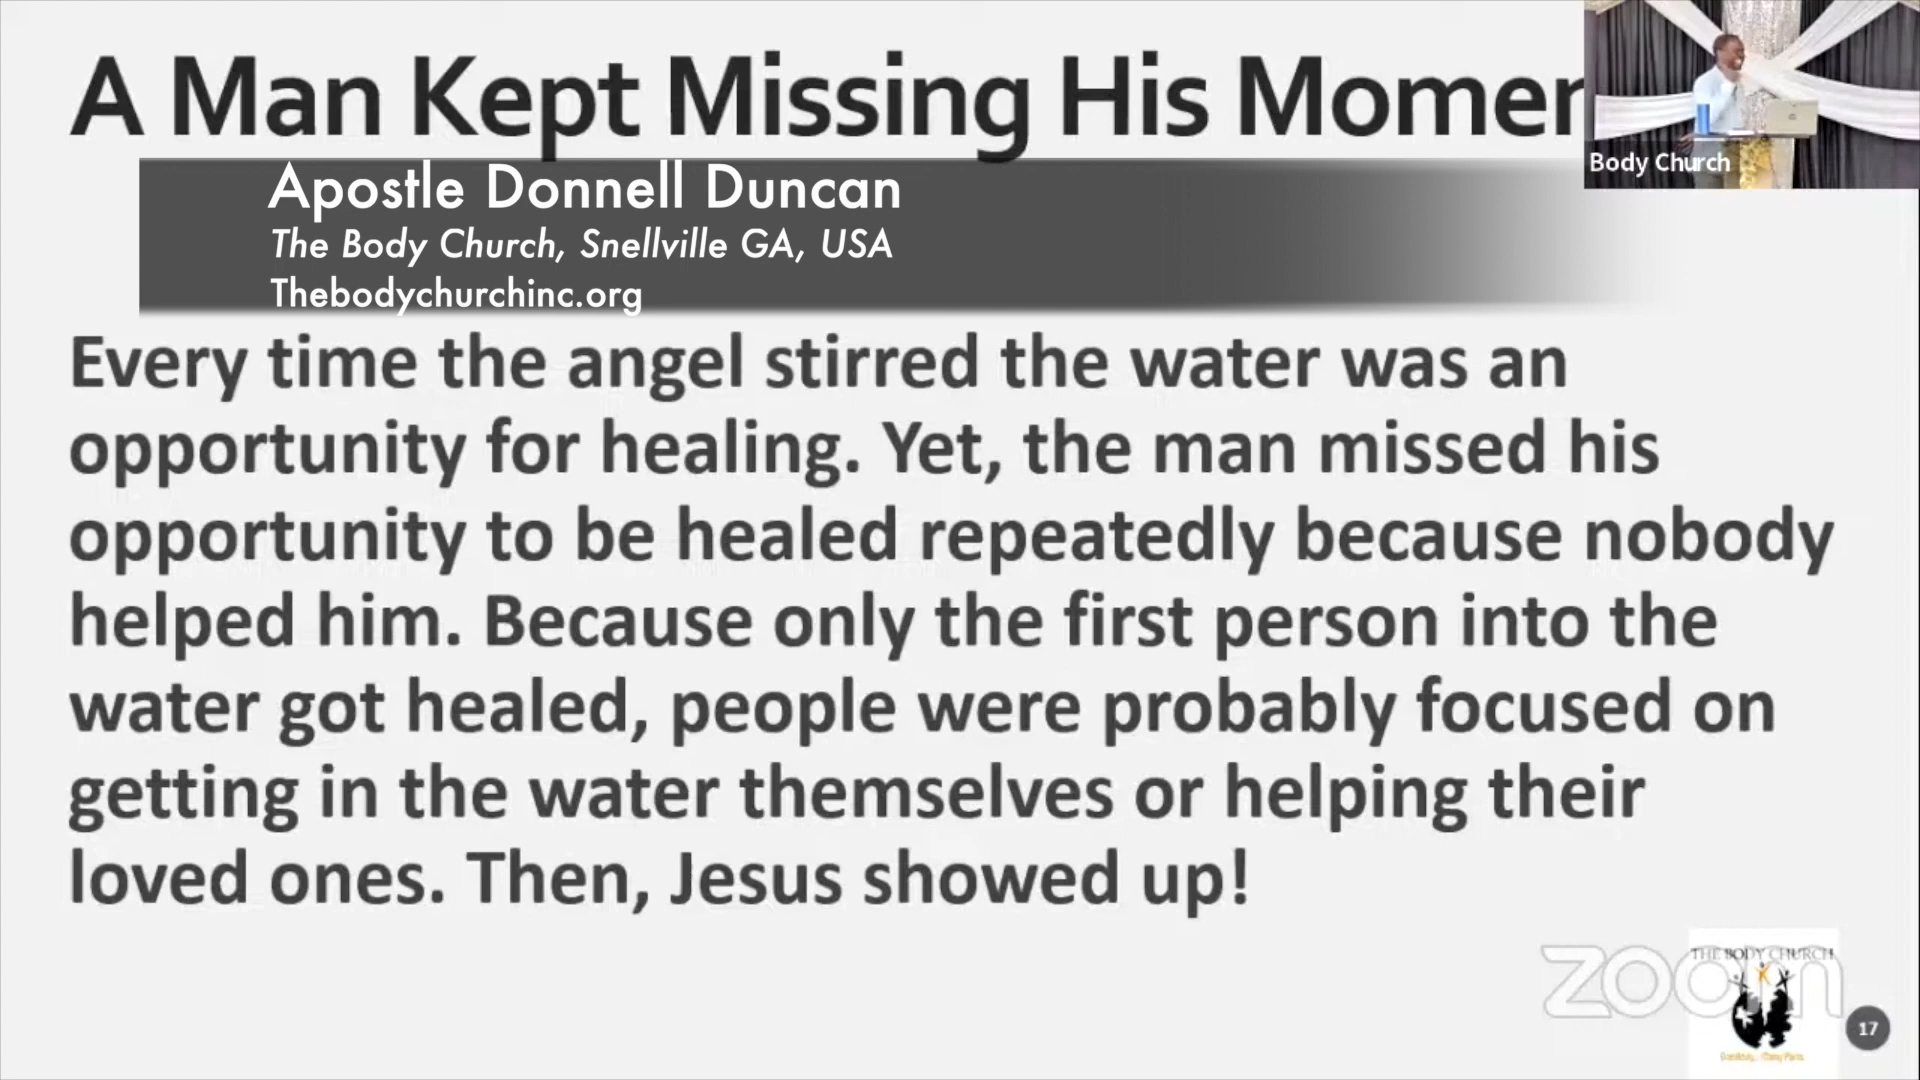 A Man Kept Missing His Momen
Body Church
Apostle Donnell Duncan
The Body Church, Snellville GA, USA
Thebodychurchinc.org
Every time the angel stirred the water was an
opportunity for healing. Yet, the man missed his
opportunity to be healed repeatedly because nobody
helped him. Because only the first person into the
water got healed, people were probably focused on
getting in the water themselves or helping their
loved ones. Then, Jesus showed up!
zoom
THE BODY CHURCH
17